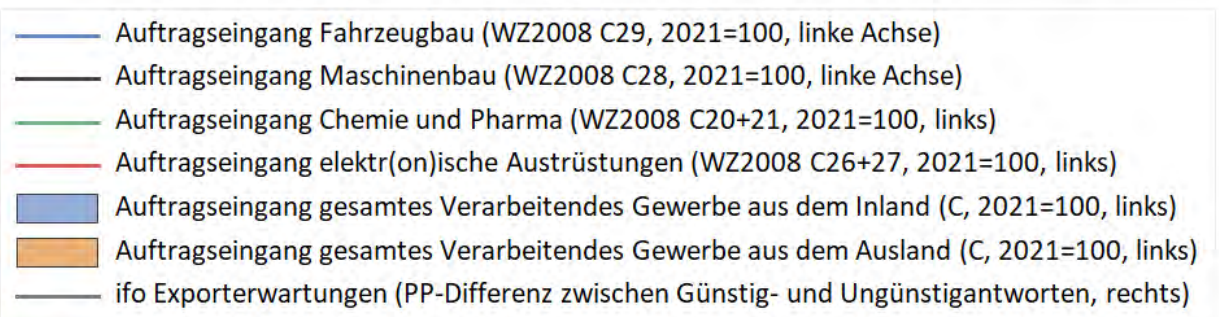 Auftragseingang Fahrzeugbau (WZ2008 C29, 2021=100, linke Achse)
Auftragseingang Maschinenbau (WZ2008 C28, 2021=100, linke Achse)
Auftragseingang Chemie und Pharma (WZ2008 C20+21, 2021=100, links)
Auftragseingang elektr(on)ische Austrüstungen (WZ2008 C26+27, 2021=100, links)
Auftragseingang gesamtes Verarbeitendes Gewerbe aus dem Inland (C, 2021=100, links)
Auftragseingang gesamtes Verarbeitendes Gewerbe aus dem Ausland (C, 2021=100, links)
ifo Exporterwartungen (PP-Differenz zwischen Günstig- und Ungünstigantworten, rechts)